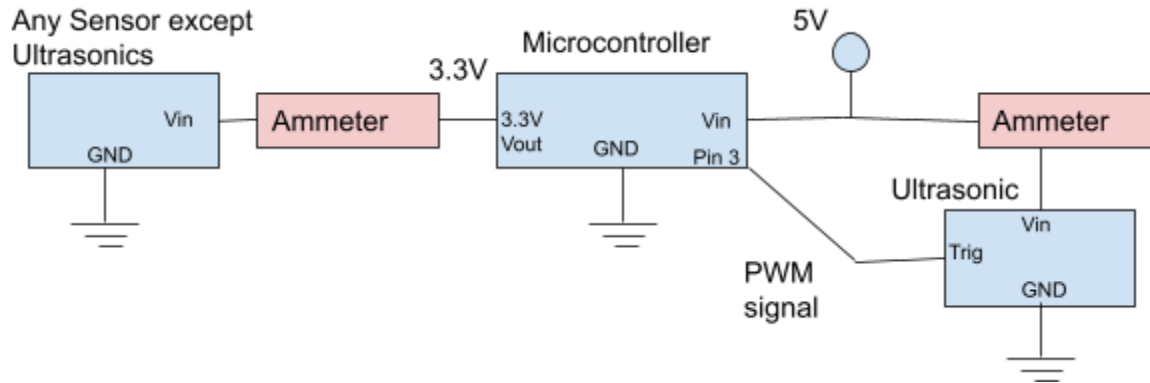 Any Sensor except
Ultrasonics
Vin
GND
Ammeter
3.3V
Microcontroller
3.3V
Vout
GND
Vin
Pin 3
5V
Ammeter
Ultrasonic
Vin
Trig
GND
PWM
signal